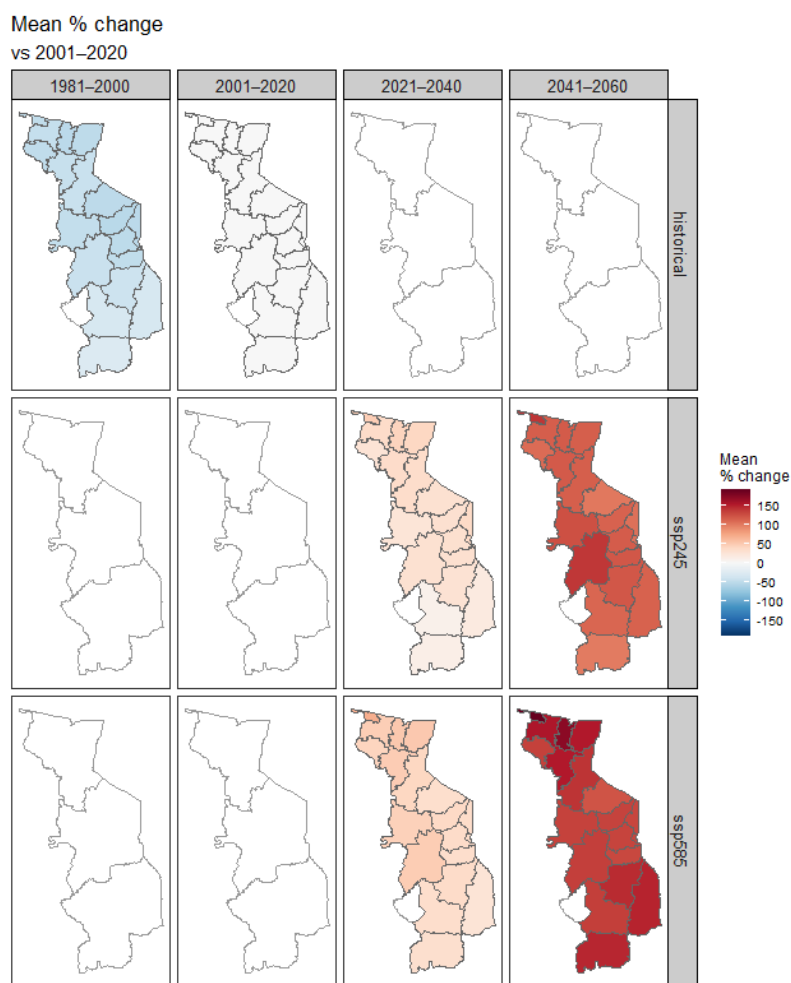 Mean % change
vs 2001–2020
1981–2000
2001–2020
2021–2040
2041–2060
historical
ssp245
ssp585
Mean
% change
150
100
50
0
-50
-100
-150